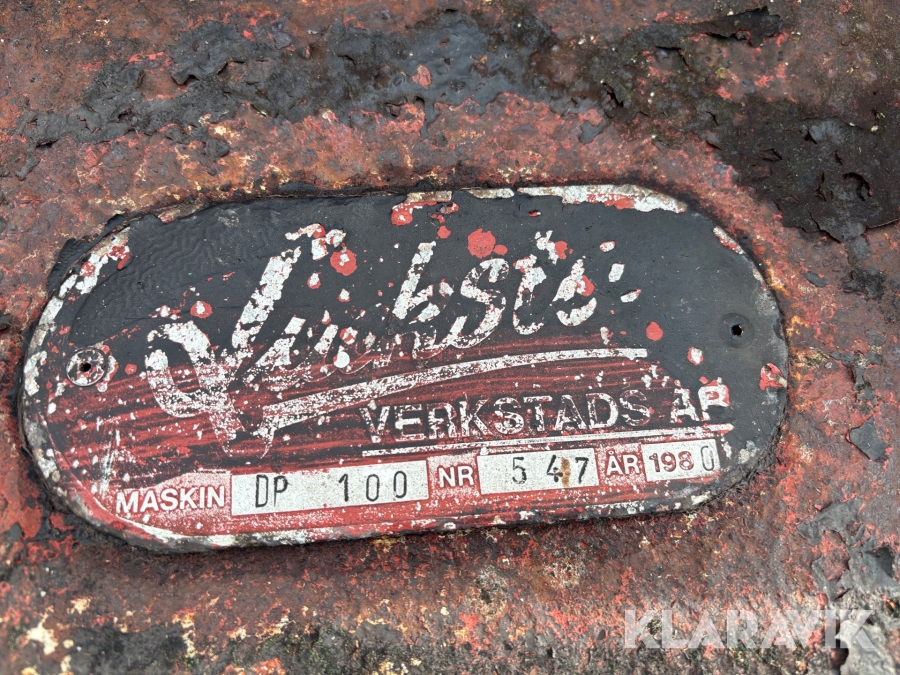 VERKSTADS AB
MASKIN DP 100 NR 547 ÅR 1980
KLARAVIK